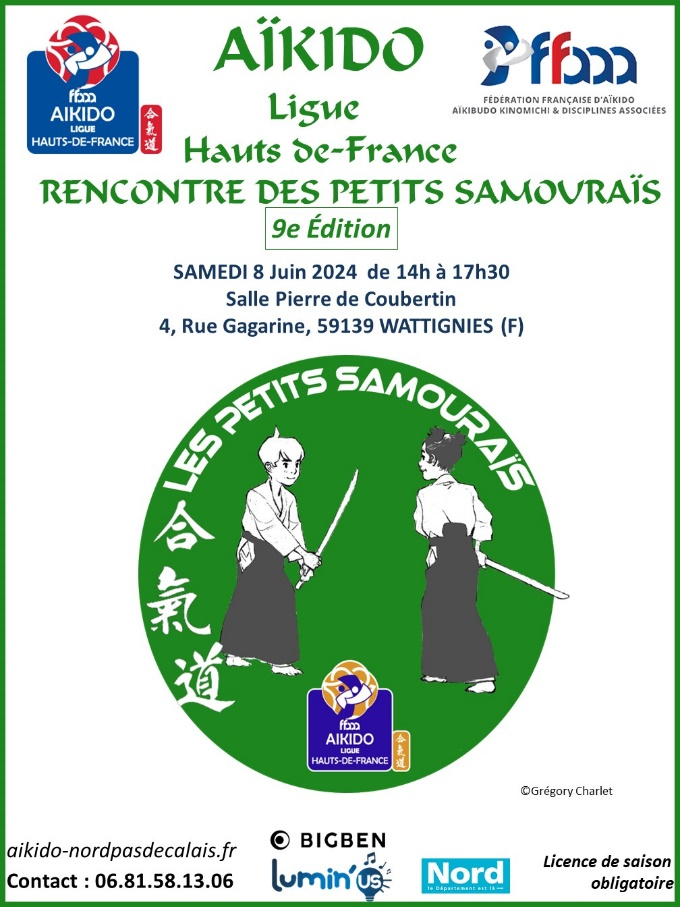 AÏKIDO
Ligue
Hauts de-France
RENCONTRE DES PETITS SAMOURAÏS
9e Édition
ffaaa
AIKIDO
LIGUE
HAUTS-DE-FRANCE
合氣道
ffaaa
FÉDÉRATION FRANÇAISE D'AÏKIDO
AÏKIBUDO KINOMICHI & DISCIPLINES ASSOCIÉES
SAMEDI 8 Juin 2024 de 14h à 17h30
Salle Pierre de Coubertin
4, Rue Gagarine, 59139 WATTIGNIES (F)
LES PETITS SAMOURAÏS
合氣道
ffaaa
AIKIDO
LIGUE
HAUTS-DE-FRANCE
合氣道
©Grégory Charlet
aikido-nordpasdecalais.fr
Contact : 06.81.58.13.06
BIGBEN
lumin'us
Nord
le Département est là
Licence de saison
obligatoire